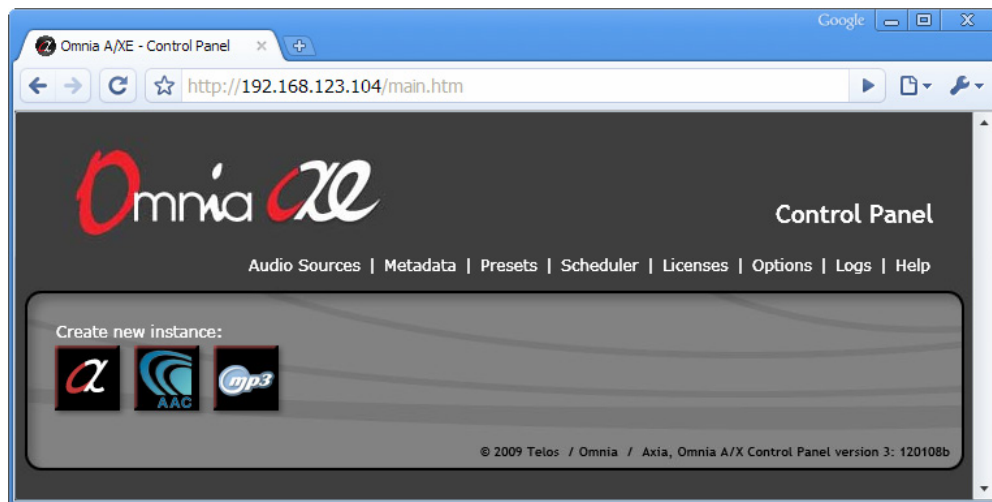 Google
Omnia A/XE - Control Panel
http://192.168.123.104/main.htm
Omnia αXE
Control Panel
Audio Sources | Metadata | Presets | Scheduler | Licenses | Options | Logs | Help
Create new instance:
α AAC mp3
© 2009 Telos / Omnia / Axia, Omnia A/X Control Panel version 3: 120108b